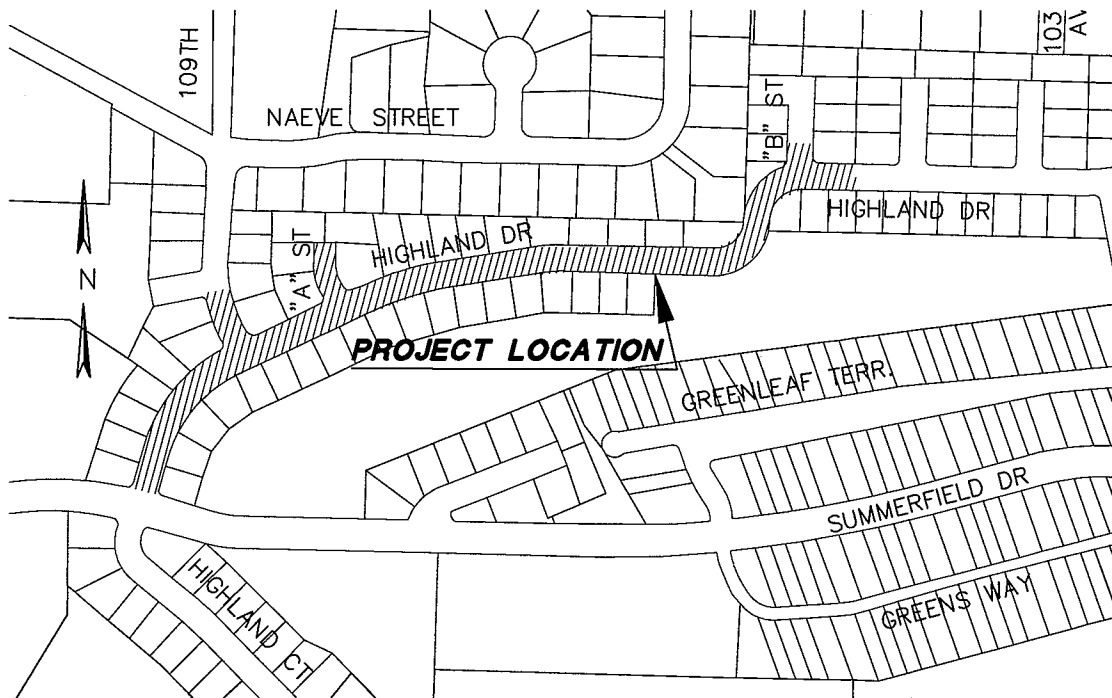 109TH
103
AV
NAEVE STREET
"B" ST
HIGHLAND DR
"A" ST
HIGHLAND DR
N
PROJECT LOCATION
GREENLEAF TERR.
SUMMERFIELD DR
HIGHLAND CT
GREENS WAY